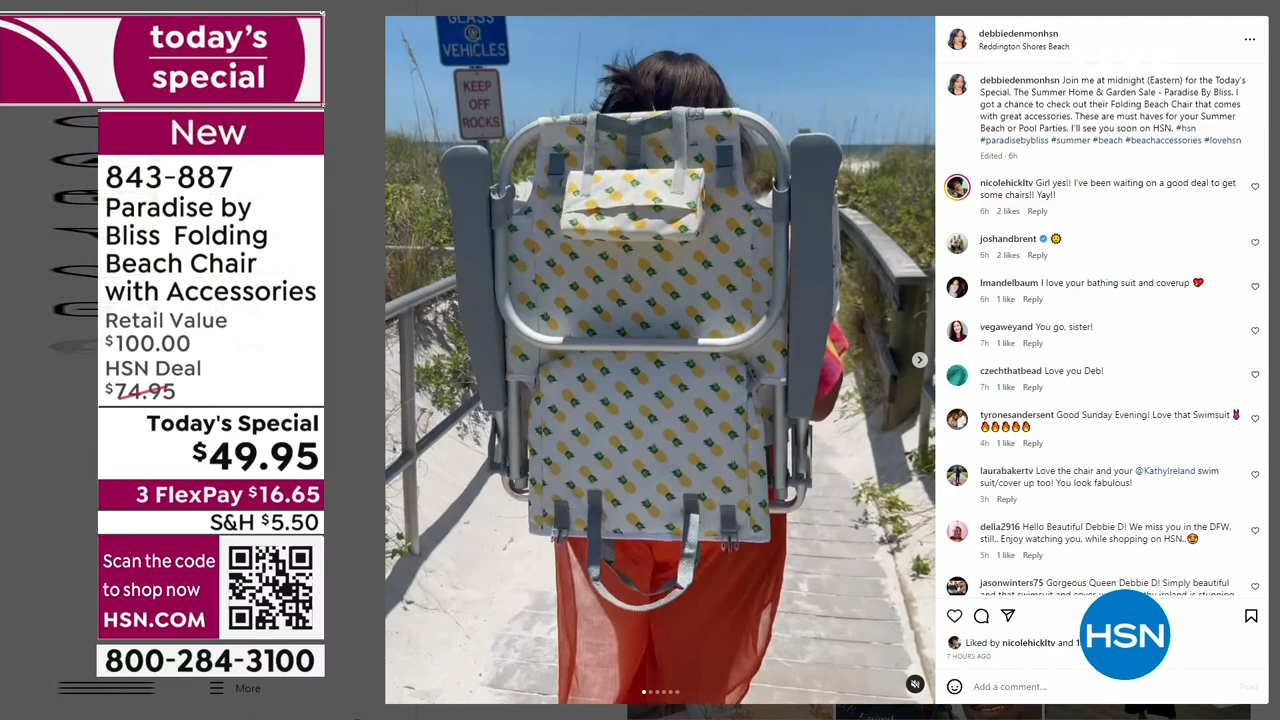 today's
special
New
843-887
Paradise by
Bliss Folding
Beach Chair
with Accessories
Retail Value
$100.00
HSN Deal
$74.95
Today's Special
$49.95
3 FlexPay $16.65
S&H $5.50
Scan the code
to shop now
HSN.COM
800-284-3100
More
GLASS
VEHICLES
KEEP
OFF
ROCKS
debbiedenmonhsn
Reddington Shores Beach
debbiedenmonhsn Join me at midnight (Eastern) for the Today's
Special, The Summer Home & Garden Sale - Paradise By Bliss. I
got a chance to check out their Folding Beach Chair that comes
with great accessories. These are must haves for your Summer
Beach or Pool Parties. I'll see you soon on HSN. #hsn
#paradisebybliss #summer #beach #beachaccessories #lovehsn
Edited · 6h
nicolehickltv Girl yes!! I've been waiting on a good deal to get
some chairs!! Yay!!
6h 2 likes Reply
joshandbrent
6h 2 likes Reply
lmandelbaum I love your bathing suit and coverup
6h 1 like Reply
vegaweyand You go, sister!
7h 1 like Reply
czechthatbead Love you Deb!
7h 1 like Reply
tyronesandersent Good Sunday Evening! Love that Swimsuit
4h 1 like Reply
laurabakertv Love the chair and your @KathyIreland swim
suit/cover up too! You look fabulous!
3h Reply
della2916 Hello Beautiful Debbie D! We miss you in the DFW,
still.. Enjoy watching you, while shopping on HSN..
5h 1 like Reply
jasonwinters75 Gorgeous Queen Debbie D! Simply beautiful
HSN
Liked by nicolehickltv and
7 HOURS AGO
Add a comment...
Post